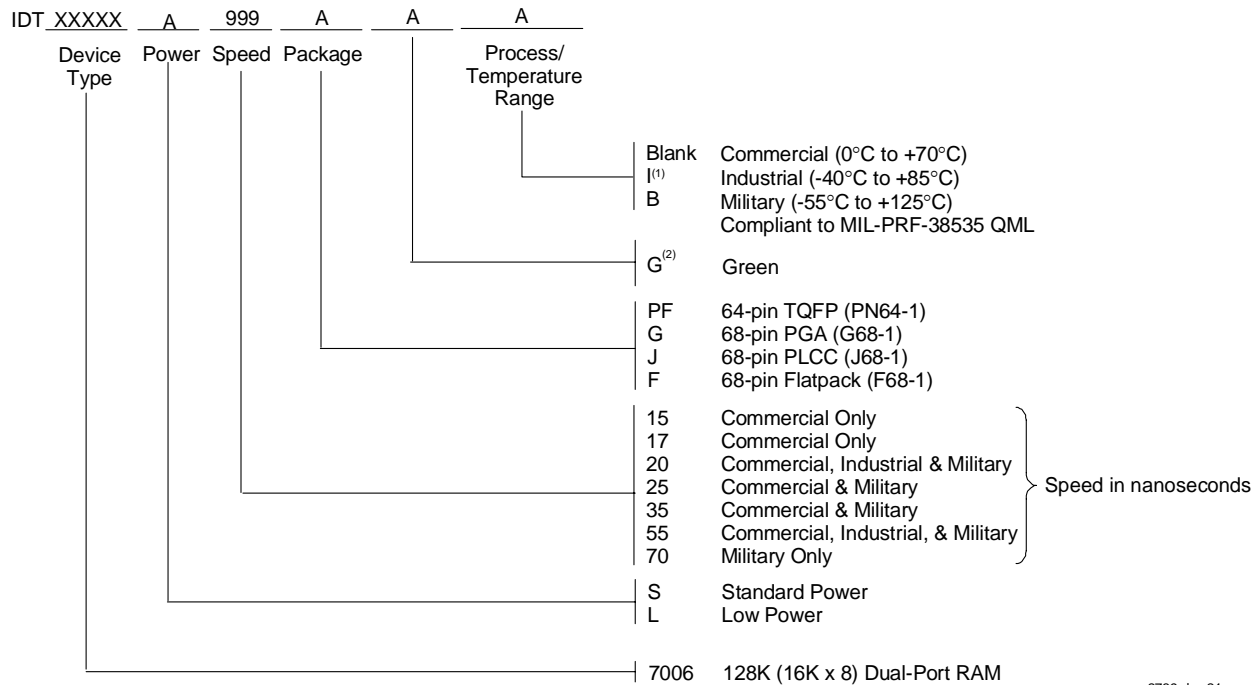 IDT XXXXX A 999 A A A
Device Type Power Speed Package Process/ Temperature Range
Blank Commercial (0°C to +70°C)
I(1) Industrial (-40°C to +85°C)
B Military (-55°C to +125°C)
Compliant to MIL-PRF-38535 QML
G(2) Green
PF 64-pin TQFP (PN64-1)
G 68-pin PGA (G68-1)
J 68-pin PLCC (J68-1)
F 68-pin Flatpack (F68-1)
15 Commercial Only
17 Commercial Only
20 Commercial, Industrial & Military
25 Commercial & Military
35 Commercial & Military
55 Commercial, Industrial, & Military
70 Military Only
Speed in nanoseconds
S Standard Power
L Low Power
7006 128K (16K x 8) Dual-Port RAM